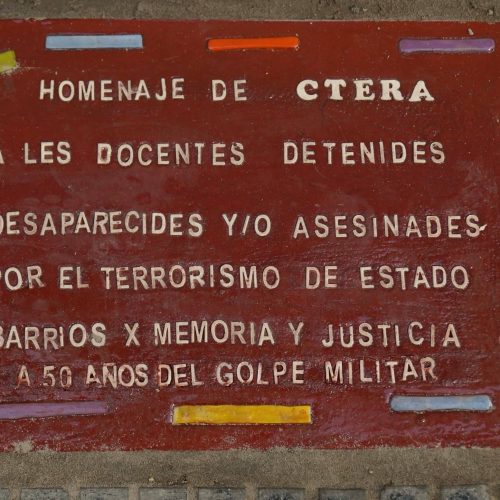 HOMENAJE DE CTERA
A LES DOCENTES DETENIDES
DESAPARECIDES Y/O ASESINADES
POR EL TERRORISMO DE ESTADO
BARRIOS X MEMORIA Y JUSTICIA
A 50 AÑOS DEL GOLPE MILITAR